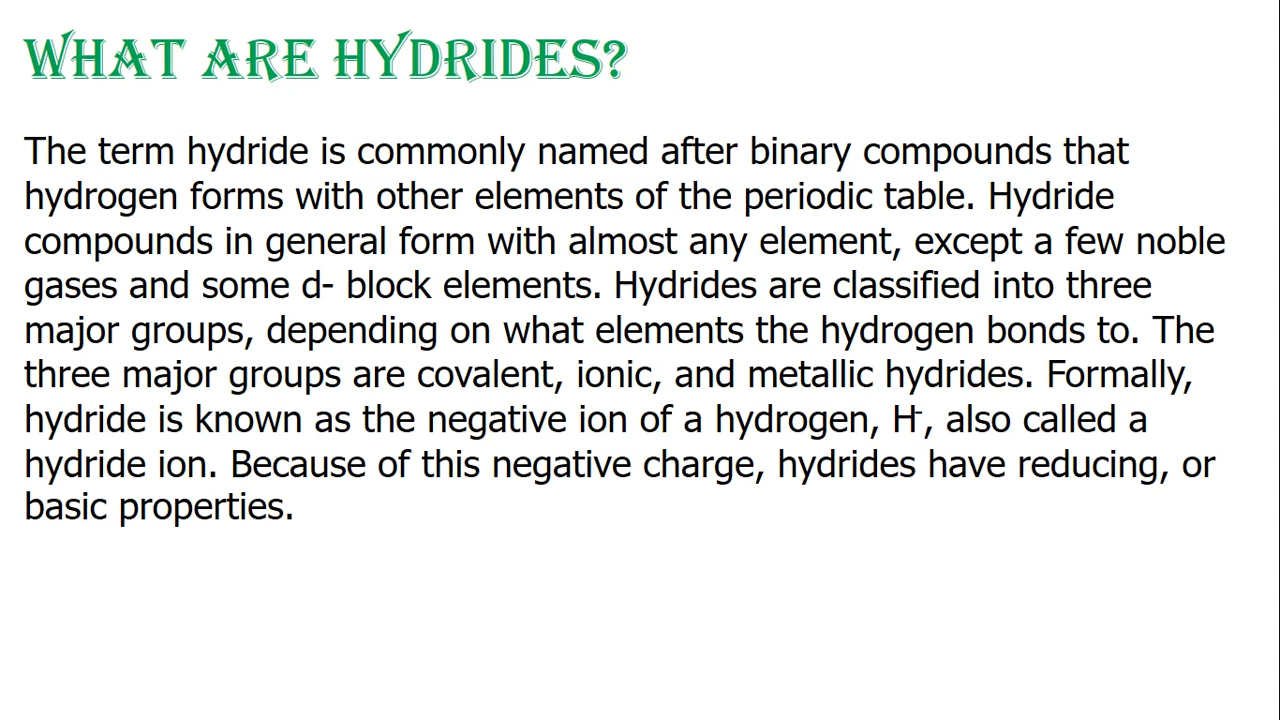 WHAT ARE HYDRIDES?
The term hydride is commonly named after binary compounds that
hydrogen forms with other elements of the periodic table. Hydride
compounds in general form with almost any element, except a few noble
gases and some d- block elements. Hydrides are classified into three
major groups, depending on what elements the hydrogen bonds to. The
three major groups are covalent, ionic, and metallic hydrides. Formally,
hydride is known as the negative ion of a hydrogen, H⁻, also called a
hydride ion. Because of this negative charge, hydrides have reducing, or
basic properties.